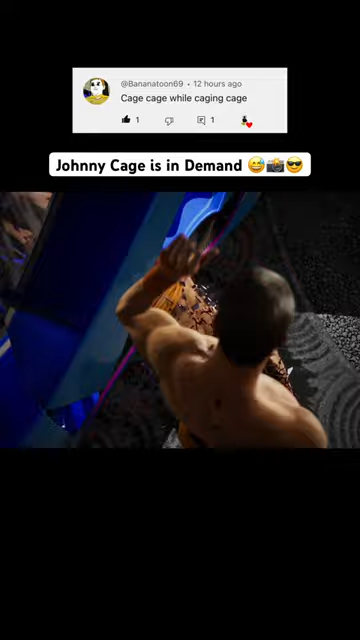 @Bananatoon69 • 12 hours ago
Cage cage while caging cage
1 1
Johnny Cage is in Demand 😅📸😎